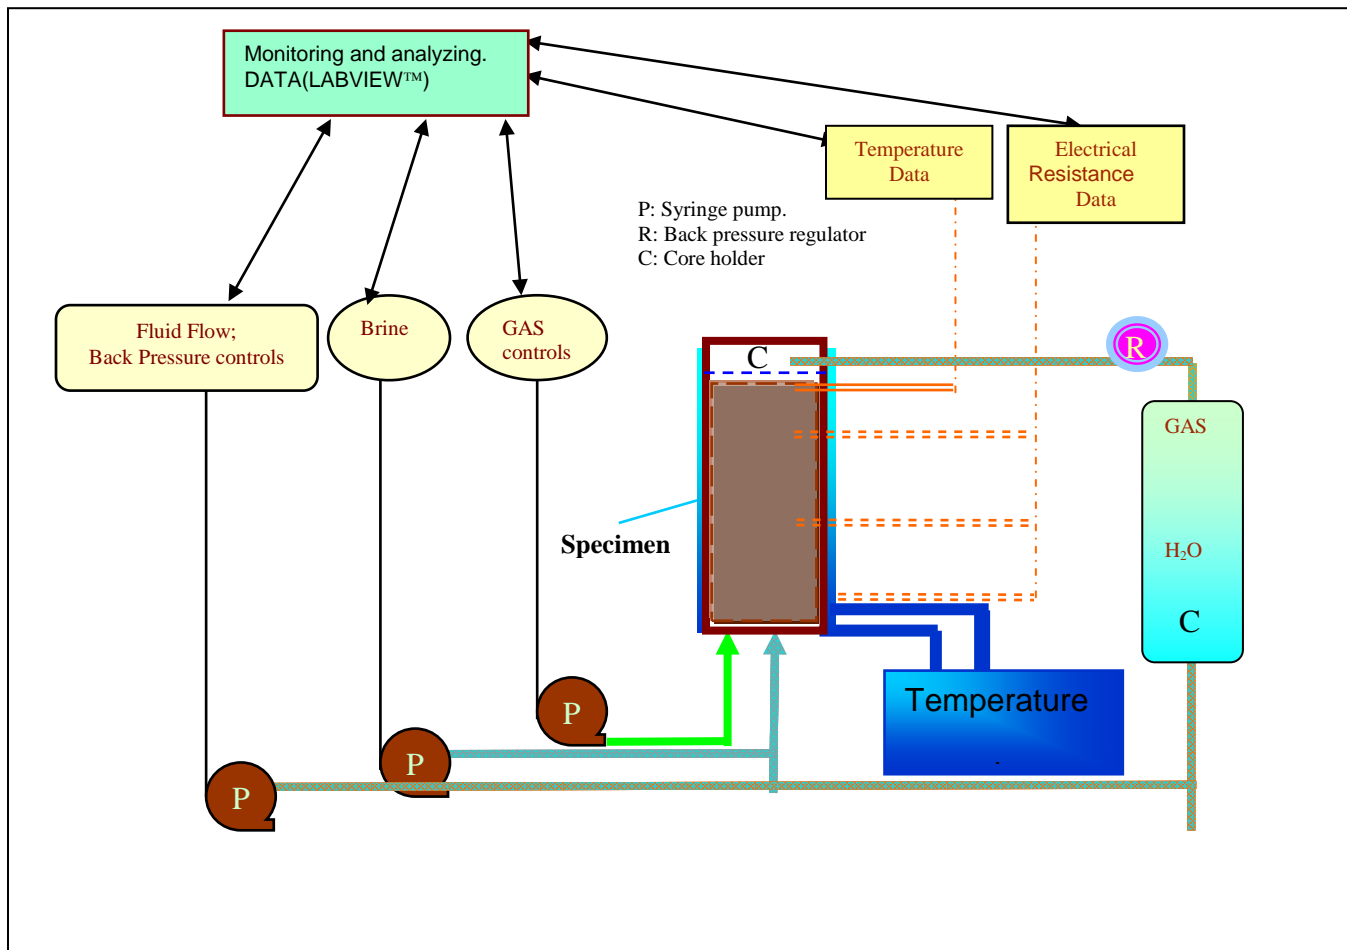 Monitoring and analyzing.
DATA(LABVIEW™)
Temperature
Data
Electrical
Resistance
Data
P: Syringe pump.
R: Back pressure regulator
C: Core holder
Fluid Flow;
Back Pressure controls
Brine
GAS
controls
C
R
GAS
H₂O
C
Specimen
Temperature
.
P
P
P